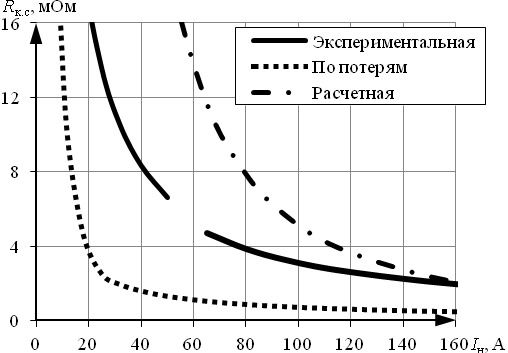 Rк.с, мОм
16
Экспериментальная
По потерям
Расчетная
12
8
4
0
0 20 40 60 80 100 120 140 160 Iн, А